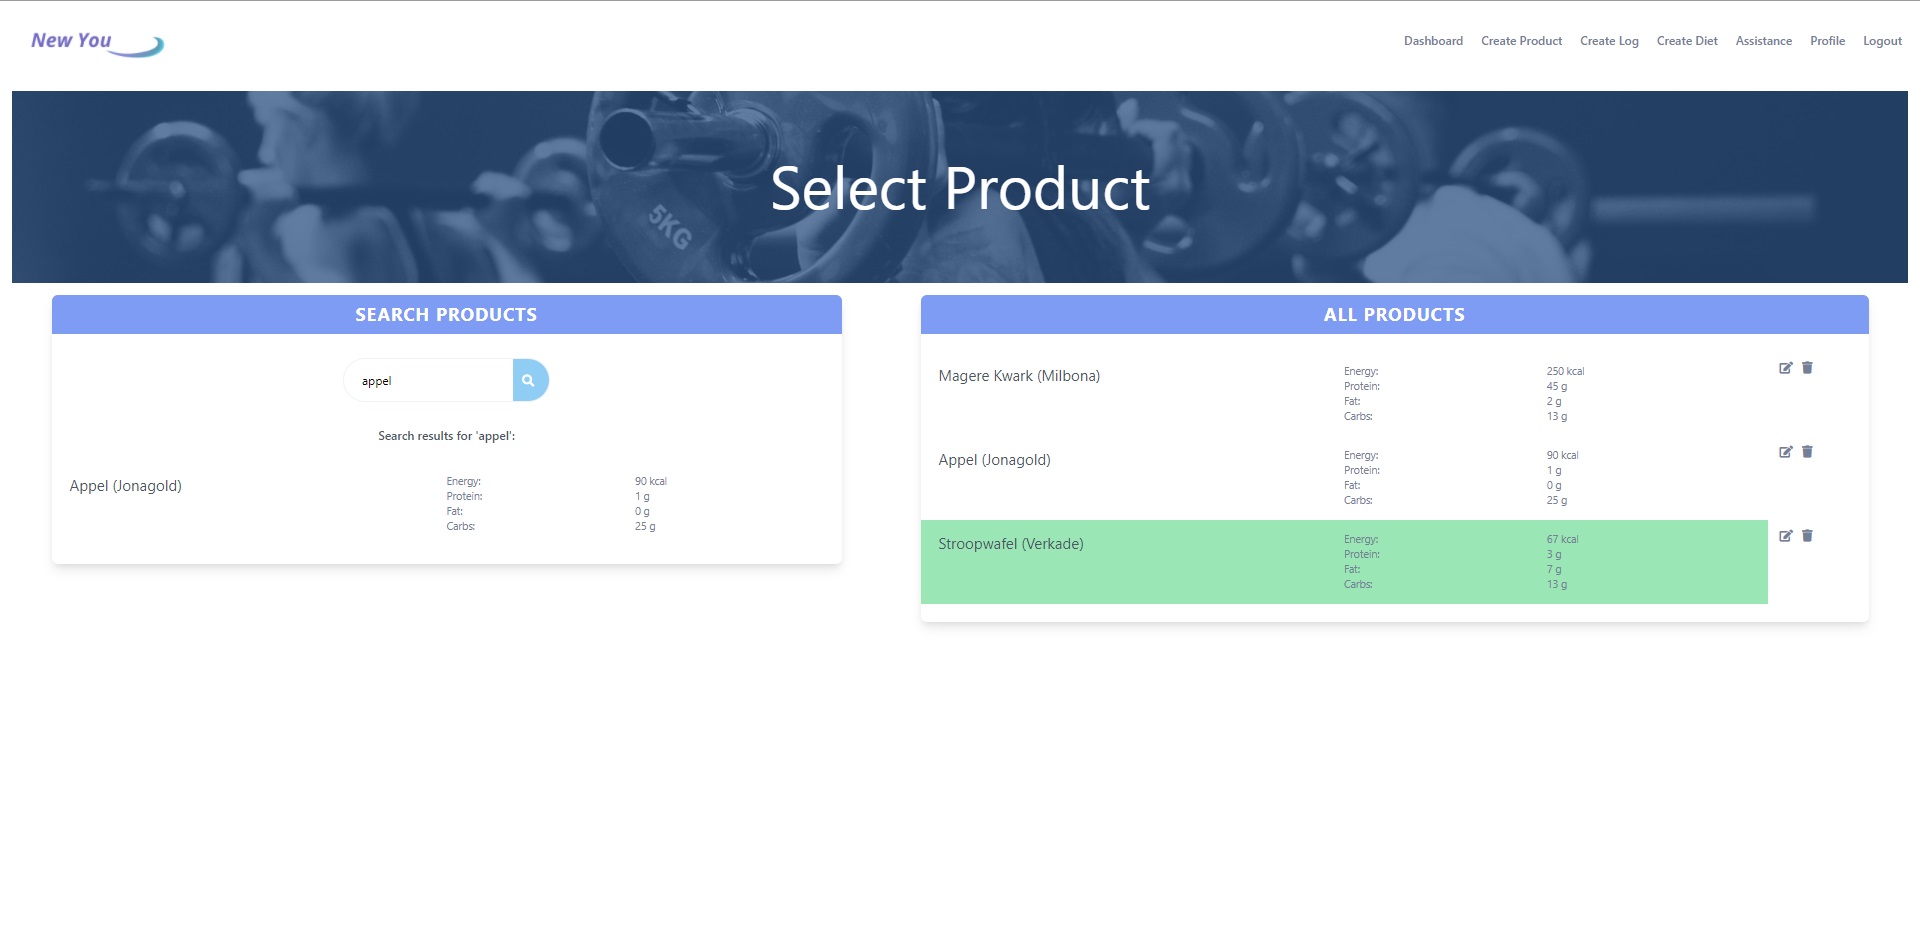 New You
Dashboard Create Product Create Log Create Diet Assistance Profile Logout
5KG
Select Product
SEARCH PRODUCTS
appel
Search results for 'appel':
Appel (Jonagold)
Energy: 90 kcal
Protein: 1 g
Fat: 0 g
Carbs: 25 g
ALL PRODUCTS
Magere Kwark (Milbona)
Energy: 250 kcal
Protein: 45 g
Fat: 2 g
Carbs: 13 g
Appel (Jonagold)
Energy: 90 kcal
Protein: 1 g
Fat: 0 g
Carbs: 25 g
Stroopwafel (Verkade)
Energy: 67 kcal
Protein: 3 g
Fat: 7 g
Carbs: 13 g